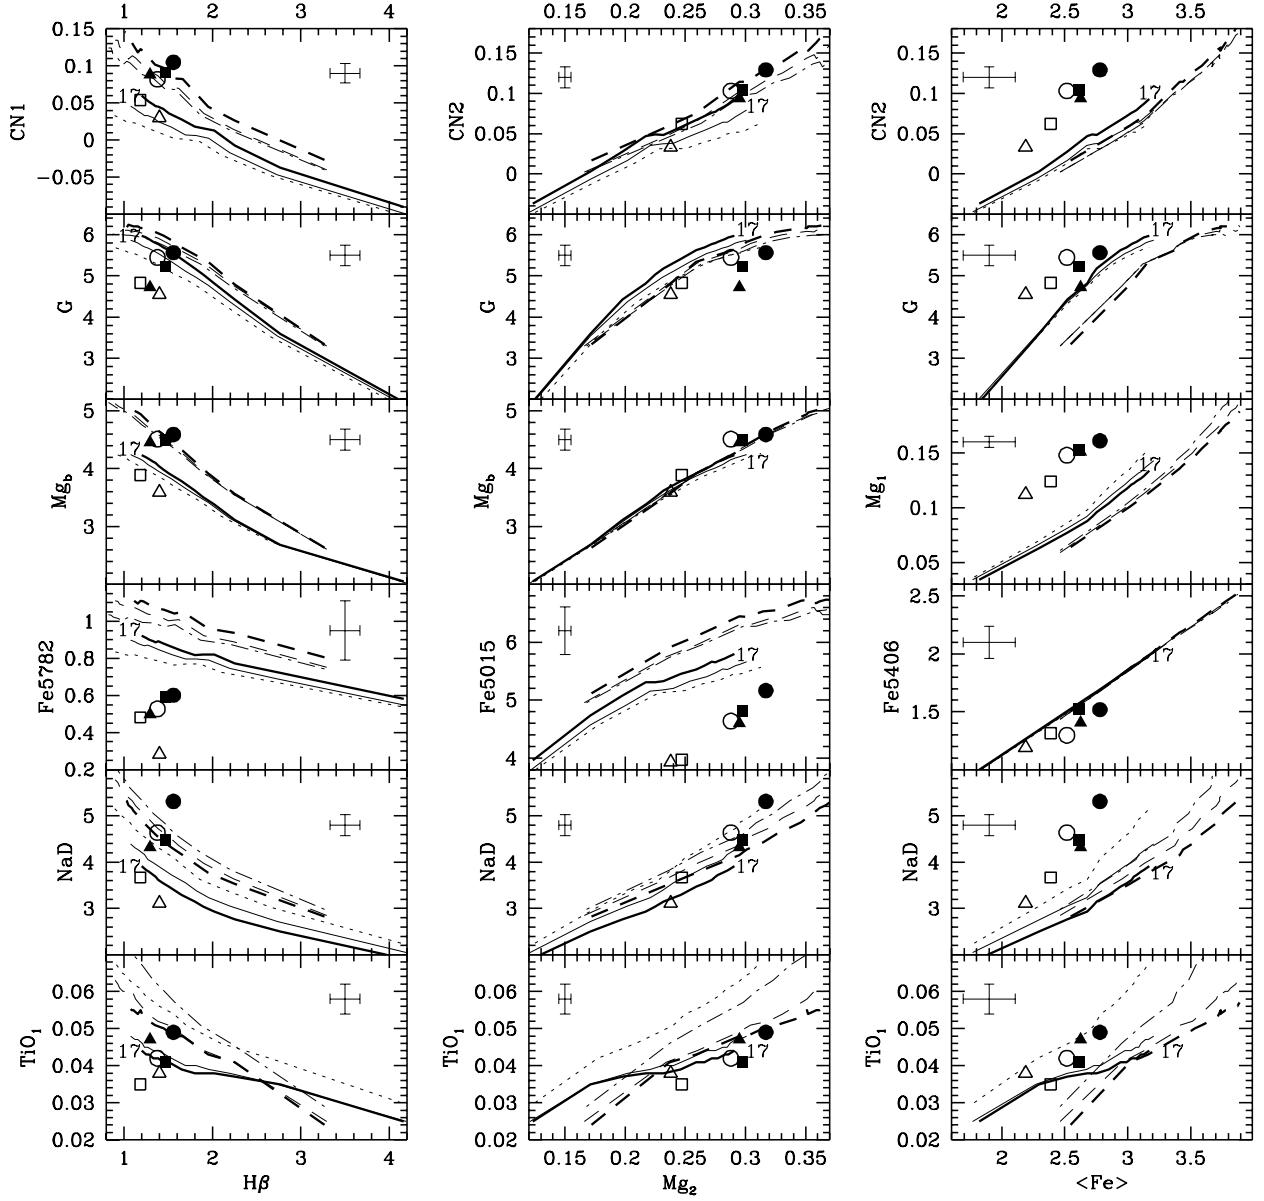 1 2 3 4 0.15 0.2 0.25 0.3 0.35 2 2.5 3 3.5
0.15 0.1 0.05 0 −0.05 CN1 17
0.15 0.1 0.05 0 CN2 17
0.15 0.1 0.05 0 CN2 17
6 5 4 3 G 17
6 5 4 3 G 17
6 5 4 3 G 17
5 4 3 Mg_b 17
5 4 3 Mg_b 17
0.15 0.1 0.05 Mg_1 17
1 0.8 0.6 0.4 0.2 Fe5782 17
6 5 4 Fe5015 17
2.5 2 1.5 Fe5406 17
5 4 3 NaD 17
5 4 3 NaD 17
5 4 3 NaD 17
0.06 0.05 0.04 0.03 0.02 TiO_1 17
0.06 0.05 0.04 0.03 0.02 TiO_1 17
0.06 0.05 0.04 0.03 0.02 TiO_1 17
1 2 3 4 0.15 0.2 0.25 0.3 0.35 2 2.5 3 3.5
Hβ Mg_2 <Fe>